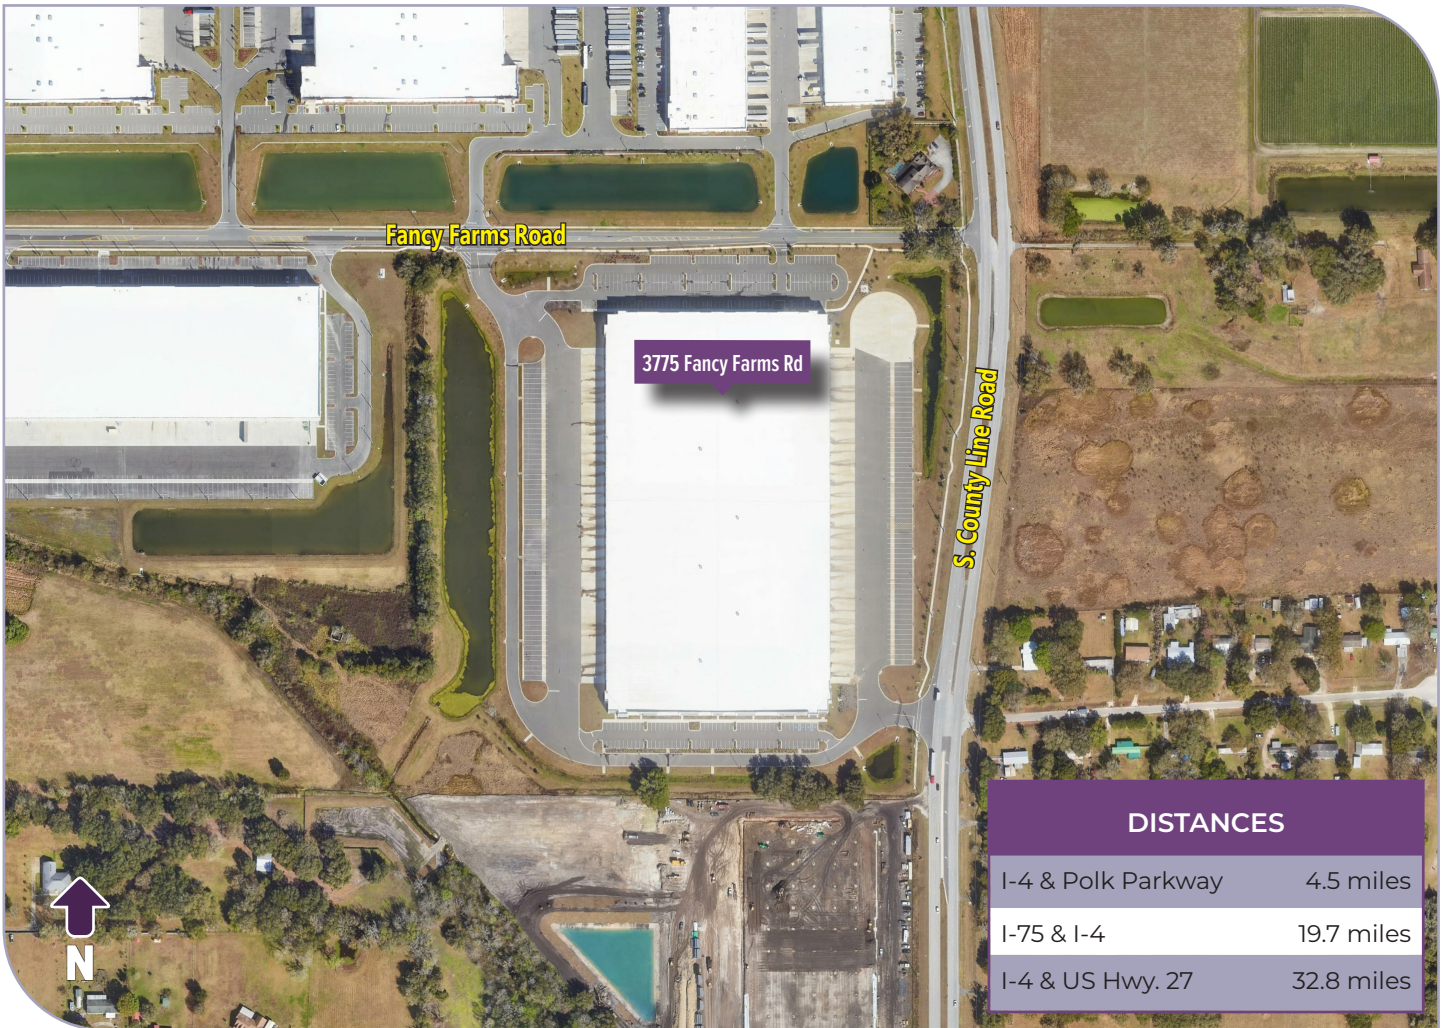 Fancy Farms Road
3775 Fancy Farms Rd
S. County Line Road
DISTANCES
I-4 & Polk Parkway 4.5 miles
I-75 & I-4 19.7 miles
I-4 & US Hwy. 27 32.8 miles
N